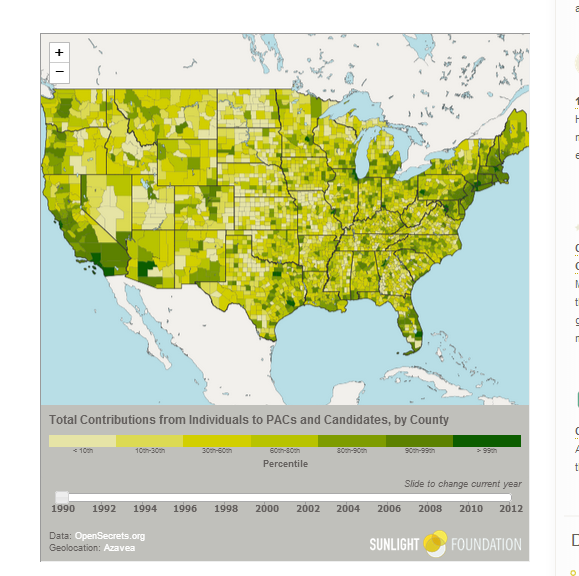 +
−
Total Contributions from Individuals to PACs and Candidates, by County
< 10th 10th-30th 30th-60th 60th-80th 80th-90th 90th-99th > 99th
Percentile
Slide to change current year
1990 1992 1994 1996 1998 2000 2002 2004 2006 2008 2010 2012
Data: OpenSecrets.org
Geolocation: Azavea
SUNLIGHT FOUNDATION